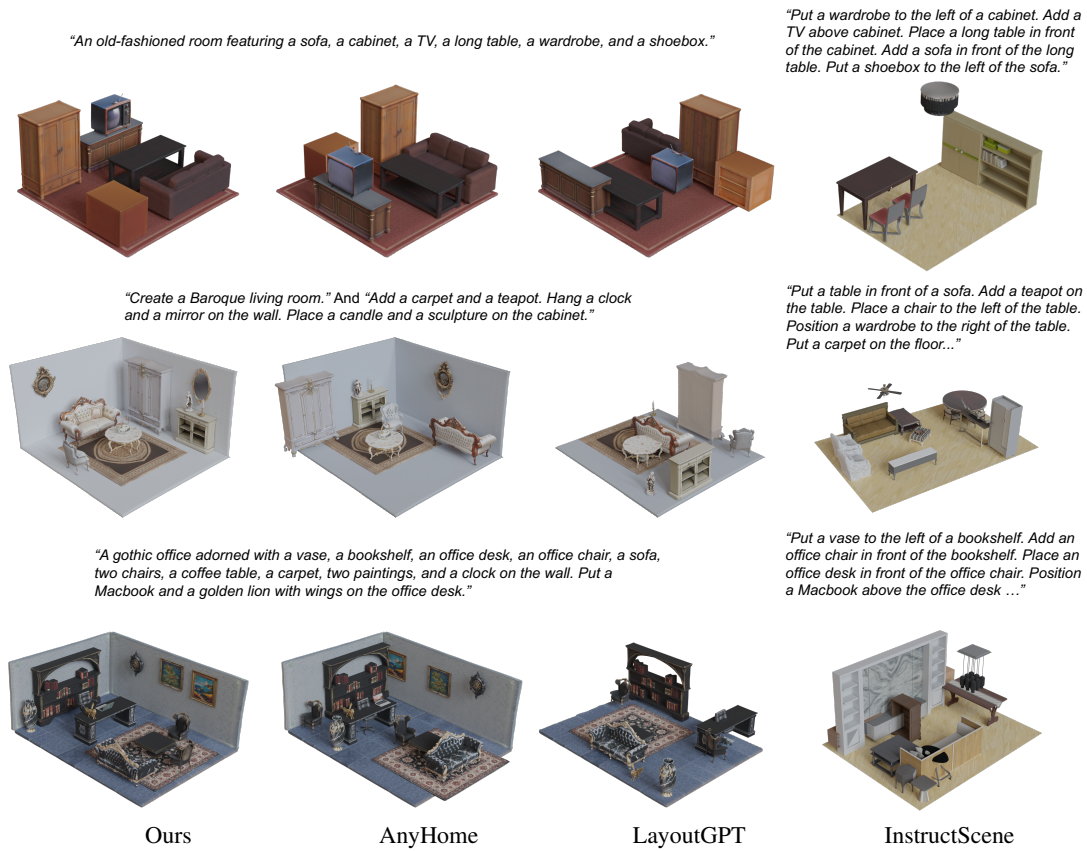 “An old-fashioned room featuring a sofa, a cabinet, a TV, a long table, a wardrobe, and a shoebox.”
“Put a wardrobe to the left of a cabinet. Add a
TV above cabinet. Place a long table in front
of the cabinet. Add a sofa in front of the long
table. Put a shoebox to the left of the sofa.”
“Create a Baroque living room.” And “Add a carpet and a teapot. Hang a clock
and a mirror on the wall. Place a candle and a sculpture on the cabinet.”
“Put a table in front of a sofa. Add a teapot on
the table. Place a chair to the left of the table.
Position a wardrobe to the right of the table.
Put a carpet on the floor...”
“A gothic office adorned with a vase, a bookshelf, an office desk, an office chair, a sofa,
two chairs, a coffee table, a carpet, two paintings, and a clock on the wall. Put a
Macbook and a golden lion with wings on the office desk.”
“Put a vase to the left of a bookshelf. Add an
office chair in front of the bookshelf. Place an
office desk in front of the office chair. Position
a Macbook above the office desk …”
Ours AnyHome LayoutGPT InstructScene